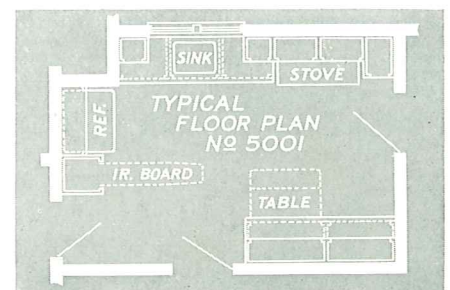 SINK
STOVE
REF.
TYPICAL
FLOOR PLAN
Nº 5001
IR. BOARD
TABLE